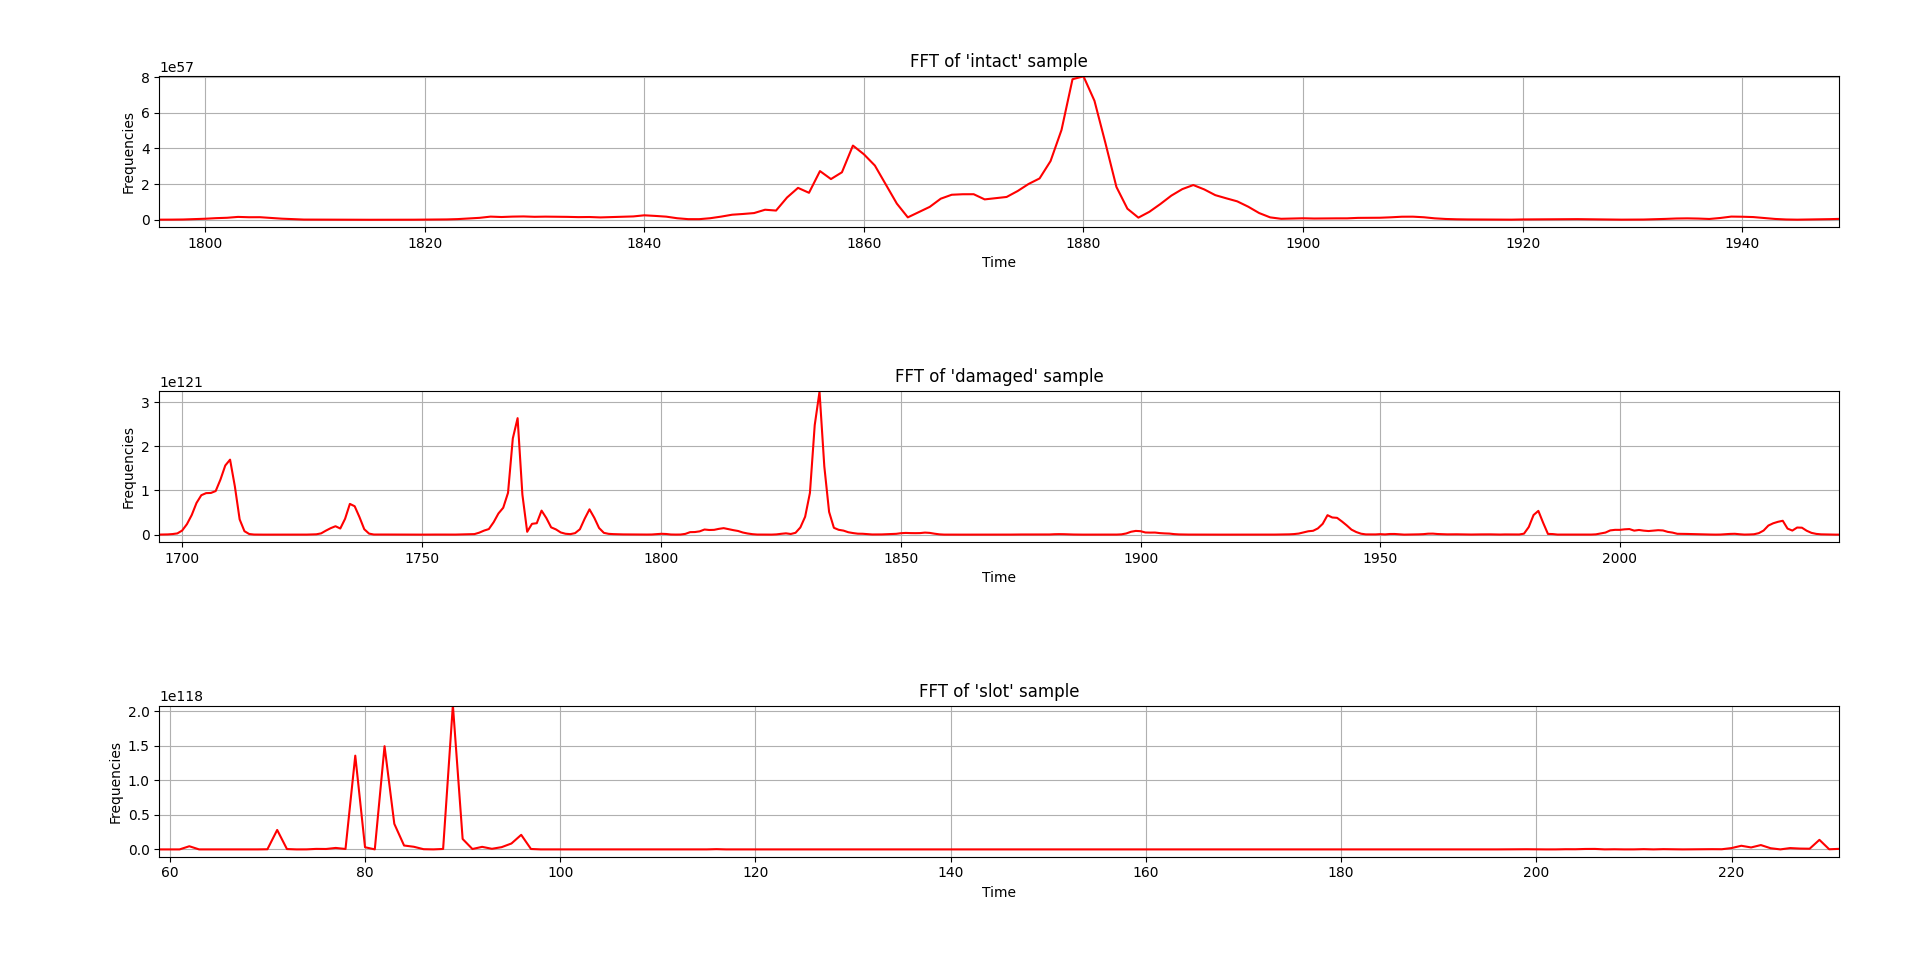 FFT of 'intact' sample
1e57
8
6
4
2
0
Frequencies
1800 1820 1840 1860 1880 1900 1920 1940
Time
FFT of 'damaged' sample
1e121
3
2
1
0
Frequencies
1700 1750 1800 1850 1900 1950 2000
Time
FFT of 'slot' sample
1e118
2.0
1.5
1.0
0.5
0.0
Frequencies
60 80 100 120 140 160 180 200 220
Time